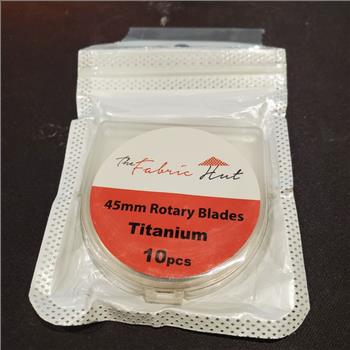 The Fabric Hut
45mm Rotary Blades
Titanium
10pcs